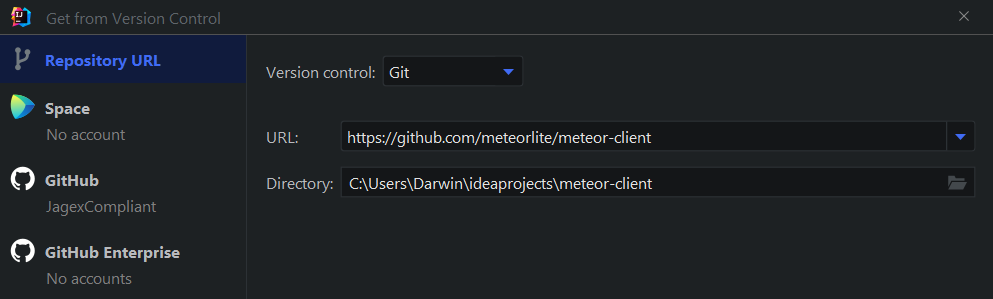 Get from Version Control
Repository URL
Space
No account
GitHub
JagexCompliant
GitHub Enterprise
No accounts
Version control: Git
URL: https://github.com/meteorlite/meteor-client
Directory: C:\Users\Darwin\ideaprojects\meteor-client